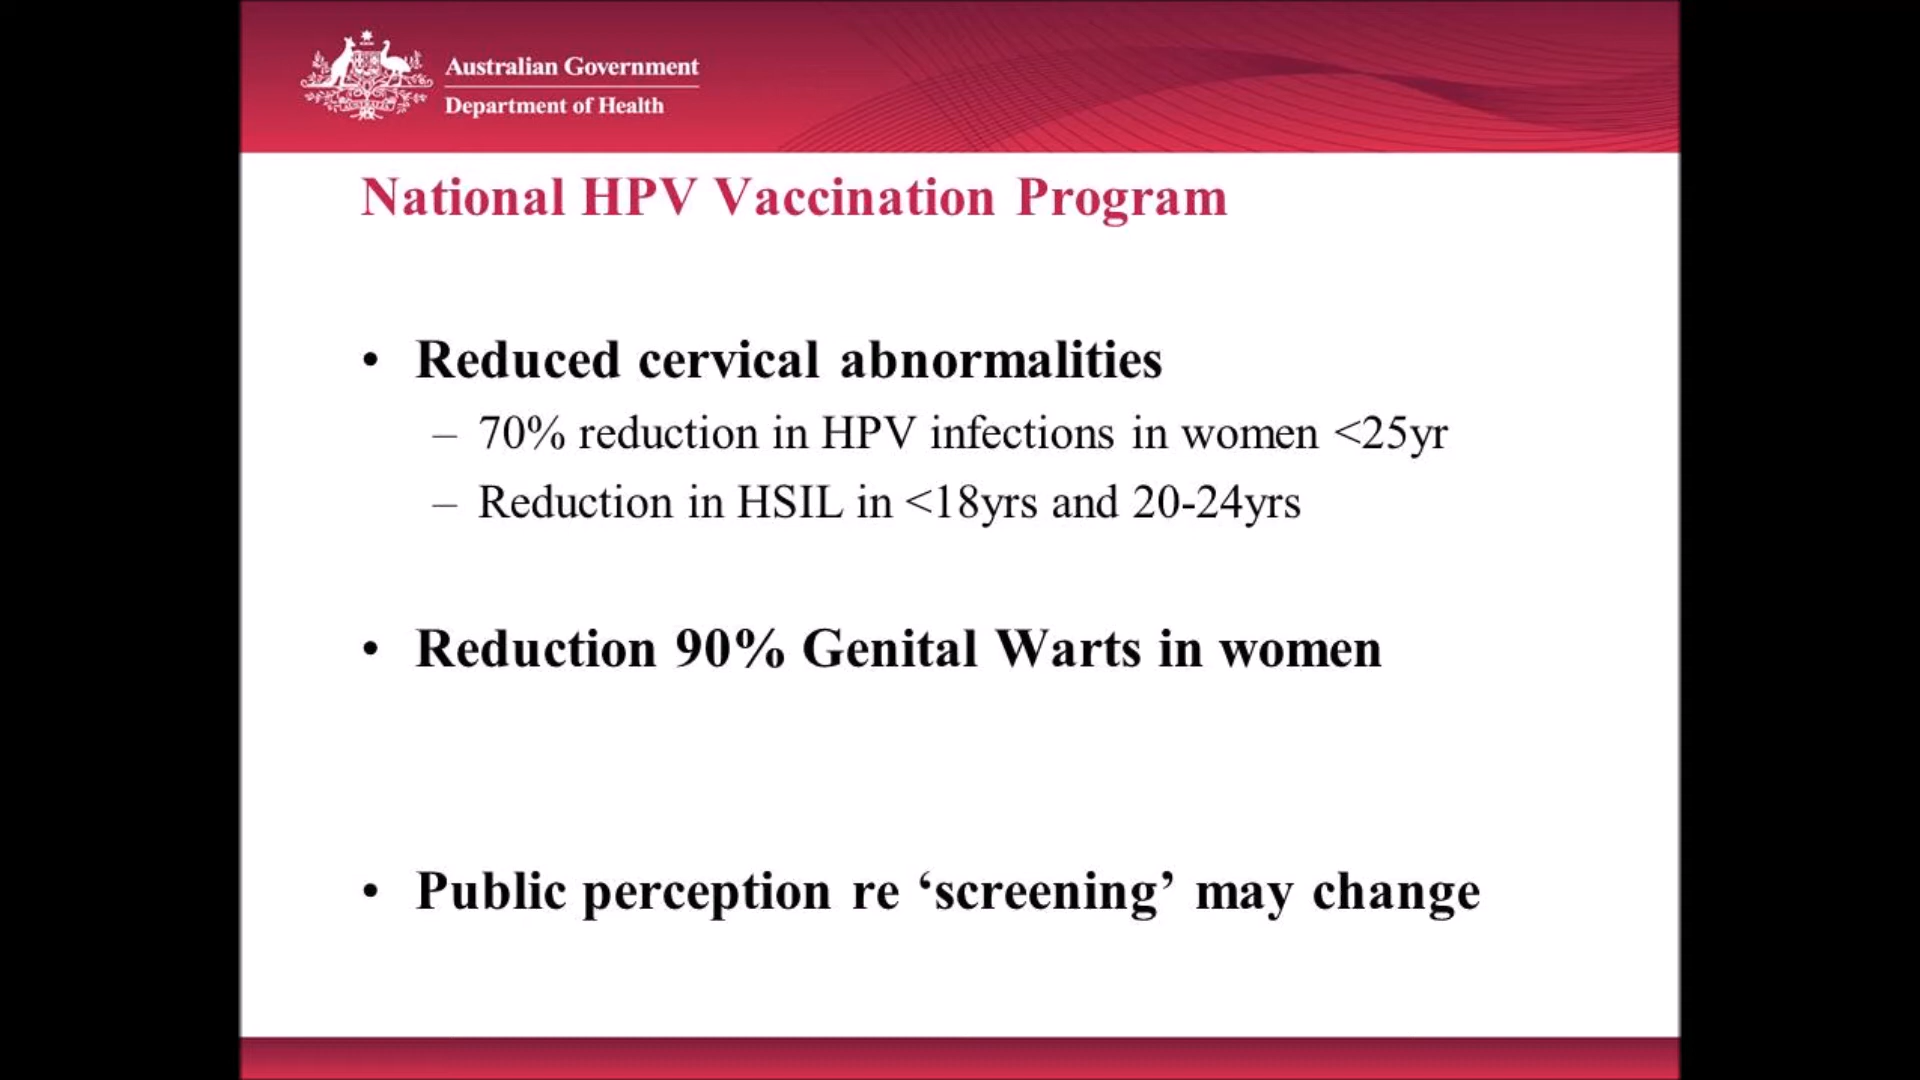 Australian Government
Department of Health
National HPV Vaccination Program
• Reduced cervical abnormalities
– 70% reduction in HPV infections in women <25yr
– Reduction in HSIL in <18yrs and 20-24yrs
• Reduction 90% Genital Warts in women
• Public perception re ‘screening’ may change